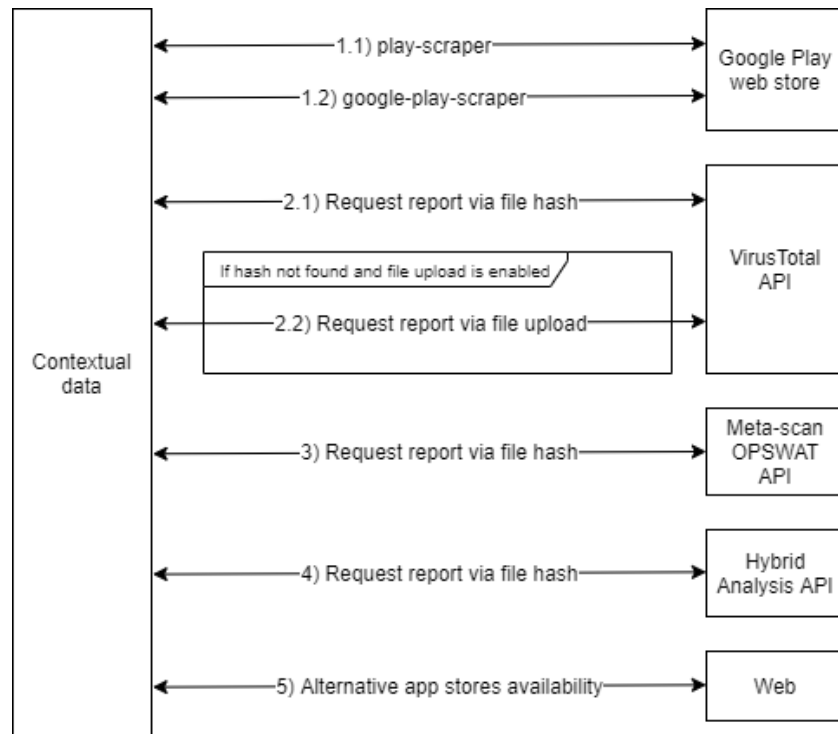 1.1) play-scraper
Google Play
web store
1.2) google-play-scraper
2.1) Request report via file hash
VirusTotal
API
If hash not found and file upload is enabled
2.2) Request report via file upload
Contextual
data
Meta-scan
OPSWAT
API
3) Request report via file hash
Hybrid
Analysis API
4) Request report via file hash
5) Alternative app stores availability
Web